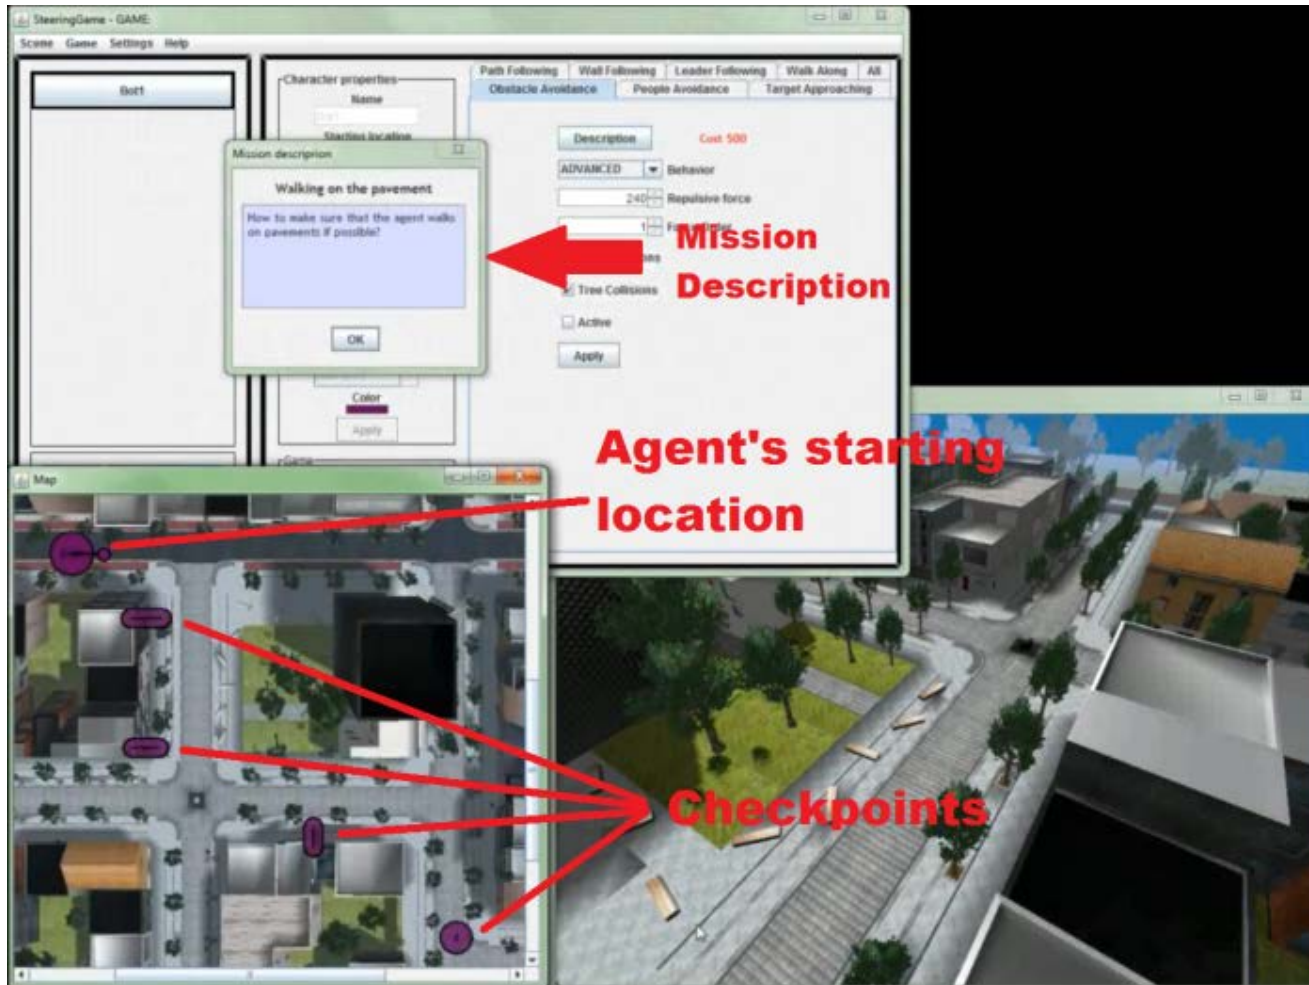 SteeringGame - GAME:
Scene Game Settings Help
Bot1
Character properties
Name
Starting location
Path Following Wall Following Leader Following Walk Along All
Obstacle Avoidance People Avoidance Target Approaching
Description Cost 500
ADVANCED Behavior
240 Repulsive force
1
Tree Collisions
Active
Apply
Mission descriprion
Walking on the pavement
How to make sure that the agent walks
on pavements if possible?
OK
Color
Apply
Game
Mission
Description
Agent's starting
location
Map
Checkpoints